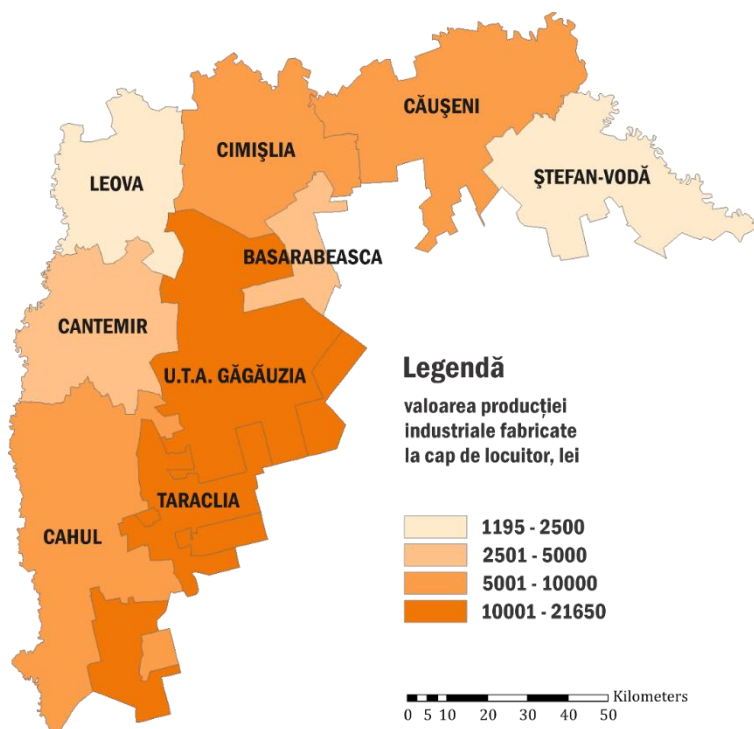 CĂUŞENI
CIMIŞLIA
LEOVA
ŞTEFAN-VODĂ
BASARABEASCA
CANTEMIR
U.T.A. GĂGĂUZIA
TARACLIA
CAHUL
Legendă
valoarea producției
industriale fabricate
la cap de locuitor, lei
1195 - 2500
2501 - 5000
5001 - 10000
10001 - 21650
Kilometers
0 5 10 20 30 40 50